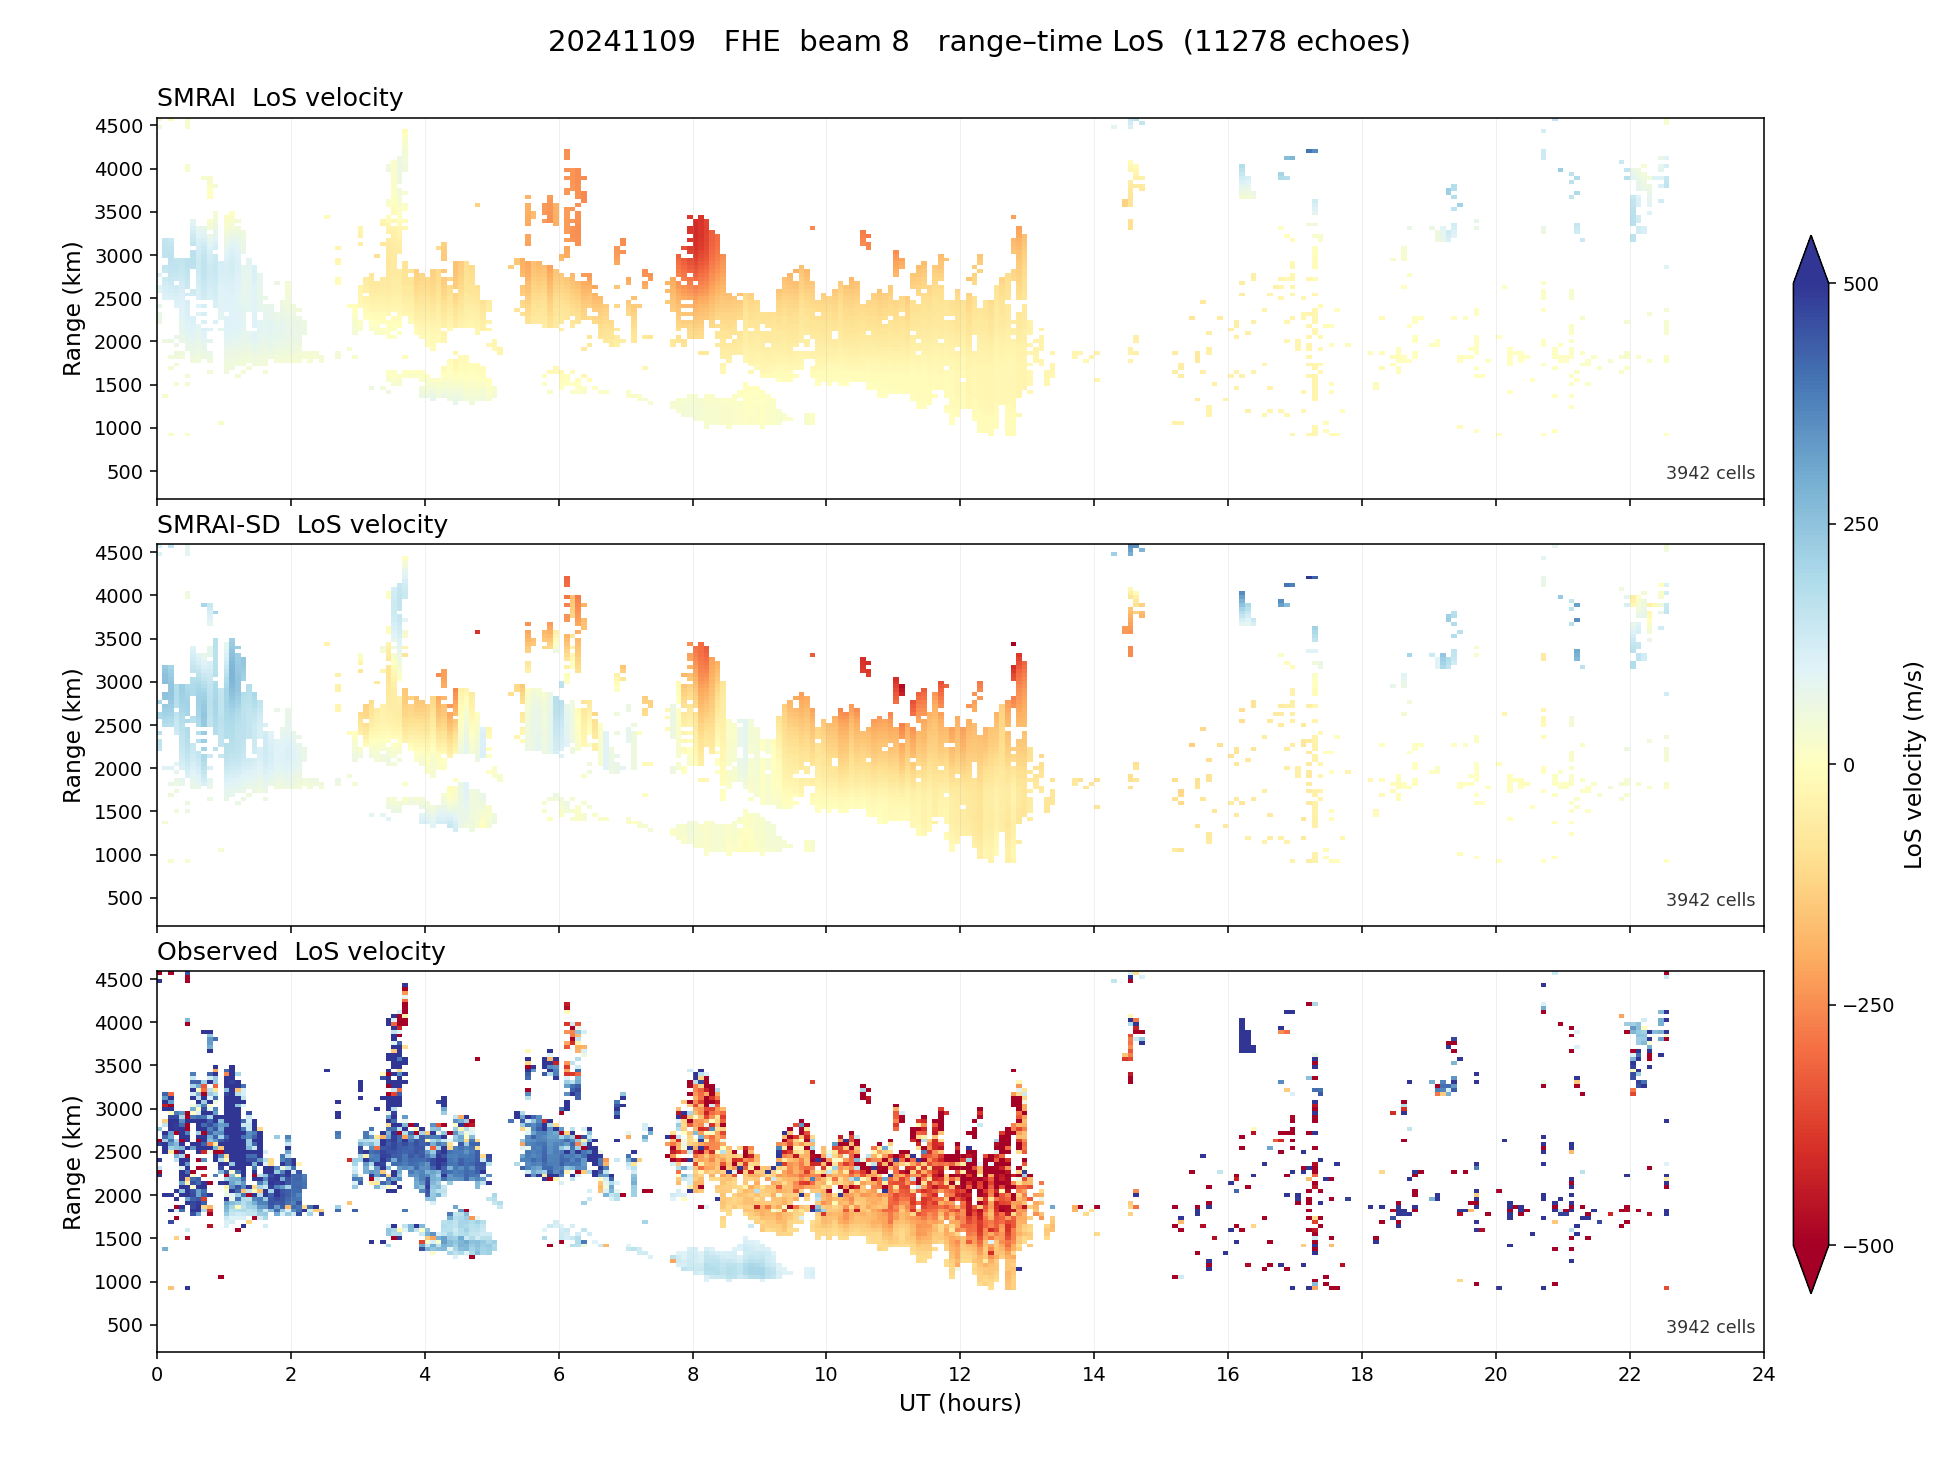 20241109   FHE  beam 8   range–time LoS  (11278 echoes)
SMRAI  LoS velocity
4500
4000
3500
3000
2500
2000
1500
1000
500
Range (km)
3942 cells
SMRAI-SD  LoS velocity
4500
4000
3500
3000
2500
2000
1500
1000
500
Range (km)
3942 cells
Observed  LoS velocity
4500
4000
3500
3000
2500
2000
1500
1000
500
Range (km)
3942 cells
0 2 4 6 8 10 12 14 16 18 20 22 24
UT (hours)
500
250
0
−250
−500
LoS velocity (m/s)